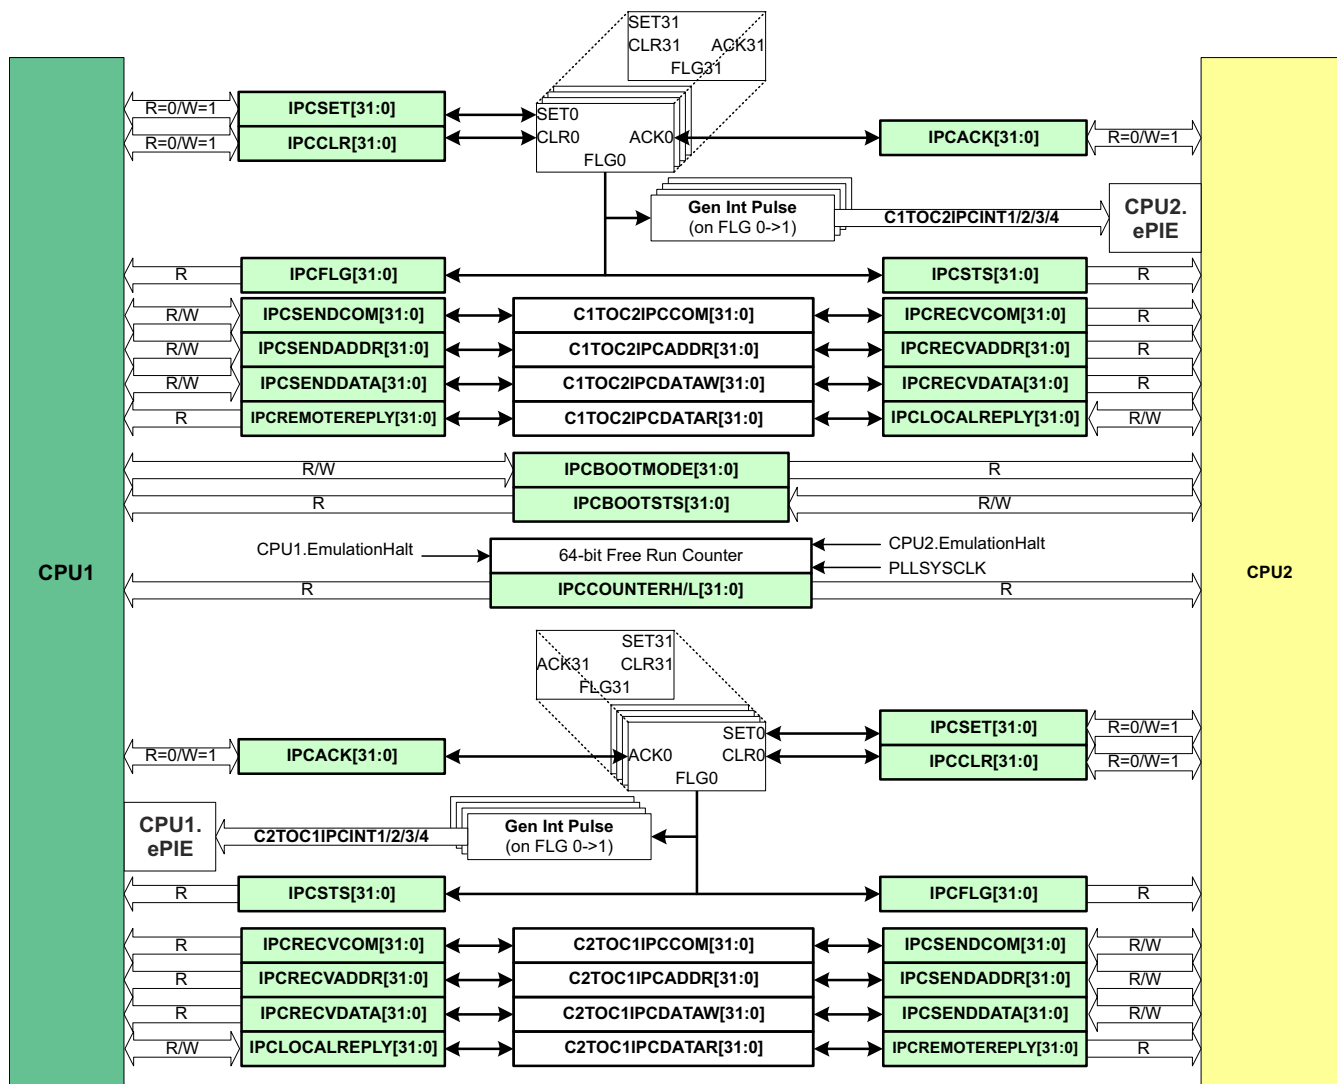 SET31
CLR31 ACK31
FLG31
R=0/W=1 IPCSET[31:0] SET0
R=0/W=1 IPCCLR[31:0] CLR0 ACK0 IPCACK[31:0] R=0/W=1
FLG0
Gen Int Pulse
(on FLG 0->1)
C1TOC2IPCINT1/2/3/4
CPU2.
ePIE
R IPCFLG[31:0] IPCSTS[31:0] R
R/W IPCSENDCOM[31:0] C1TOC2IPCCOM[31:0] IPCRECVCOM[31:0] R
R/W IPCSENDADDR[31:0] C1TOC2IPCADDR[31:0] IPCRECVADDR[31:0] R
R/W IPCSENDDATA[31:0] C1TOC2IPCDATAW[31:0] IPCRECVDATA[31:0] R
R IPCREMOTEREPLY[31:0] C1TOC2IPCDATAR[31:0] IPCLOCALREPLY[31:0] R/W
R/W IPCBOOTMODE[31:0] R
R IPCBOOTSTS[31:0] R/W
CPU1.EmulationHalt 64-bit Free Run Counter CPU2.EmulationHalt
PLLSYSCLK
CPU1
CPU2
R IPCCOUNTERH/L[31:0] R
SET31
ACK31 CLR31
FLG31
SET0 IPCSET[31:0] R=0/W=1
R=0/W=1 IPCACK[31:0] ACK0 CLR0 IPCCLR[31:0] R=0/W=1
FLG0
CPU1.
ePIE
C2TOC1IPCINT1/2/3/4
Gen Int Pulse
(on FLG 0->1)
R IPCSTS[31:0] IPCFLG[31:0] R
R IPCRECVCOM[31:0] C2TOC1IPCCOM[31:0] IPCSENDCOM[31:0] R/W
R IPCRECVADDR[31:0] C2TOC1IPCADDR[31:0] IPCSENDADDR[31:0] R/W
R IPCRECVDATA[31:0] C2TOC1IPCDATAW[31:0] IPCSENDDATA[31:0] R/W
R/W IPCLOCALREPLY[31:0] C2TOC1IPCDATAR[31:0] IPCREMOTEREPLY[31:0] R